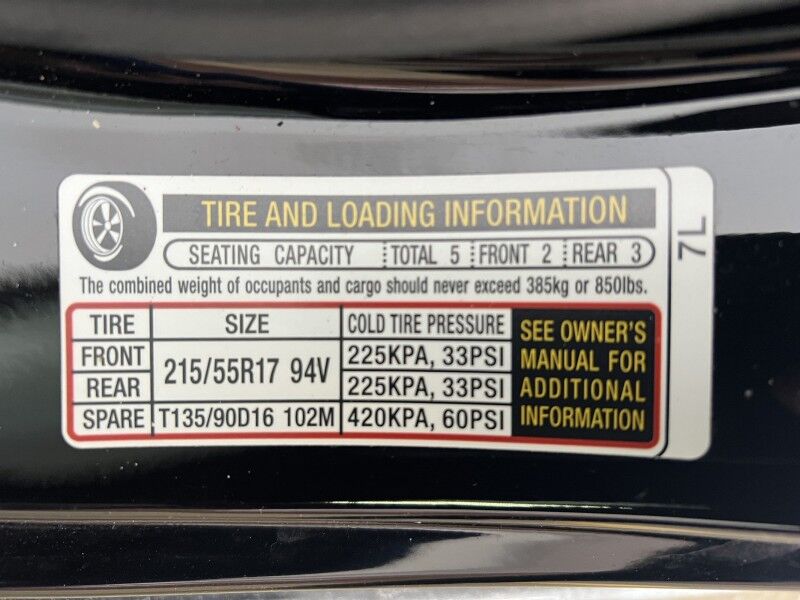 TIRE AND LOADING INFORMATION
SEATING CAPACITY TOTAL 5 FRONT 2 REAR 3
The combined weight of occupants and cargo should never exceed 385kg or 850lbs.
TIRE SIZE COLD TIRE PRESSURE
FRONT 215/55R17 94V 225KPA, 33PSI
REAR 225KPA, 33PSI
SPARE T135/90D16 102M 420KPA, 60PSI
SEE OWNER'S
MANUAL FOR
ADDITIONAL
INFORMATION
7L